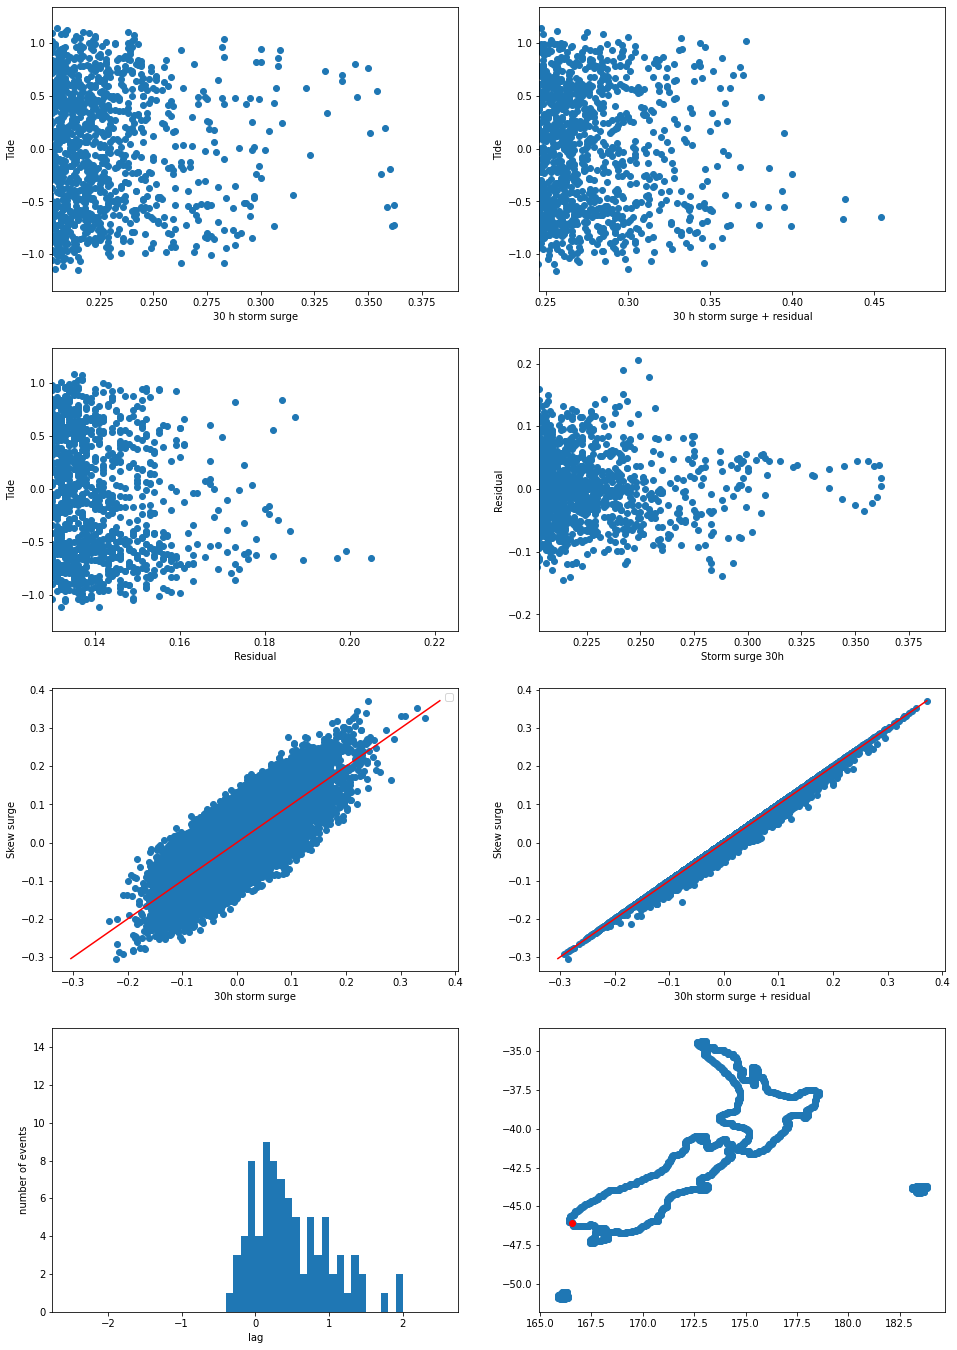 1.0
0.5
0.0
−0.5
−1.0
Tide
0.225 0.250 0.275 0.300 0.325 0.350 0.375
30 h storm surge
1.0
0.5
0.0
−0.5
−1.0
Tide
0.25 0.30 0.35 0.40 0.45
30 h storm surge + residual
1.0
0.5
0.0
−0.5
−1.0
Tide
0.14 0.16 0.18 0.20 0.22
Residual
0.2
0.1
0.0
−0.1
−0.2
Residual
0.225 0.250 0.275 0.300 0.325 0.350 0.375
Storm surge 30h
0.4
0.3
0.2
0.1
0.0
−0.1
−0.2
−0.3
Skew surge
−0.3 −0.2 −0.1 0.0 0.1 0.2 0.3 0.4
30h storm surge
0.4
0.3
0.2
0.1
0.0
−0.1
−0.2
−0.3
Skew surge
−0.3 −0.2 −0.1 0.0 0.1 0.2 0.3 0.4
30h storm surge + residual
14
12
10
8
6
4
2
0
number of events
−2 −1 0 1 2
lag
−35.0
−37.5
−40.0
−42.5
−45.0
−47.5
−50.0
165.0 167.5 170.0 172.5 175.0 177.5 180.0 182.5